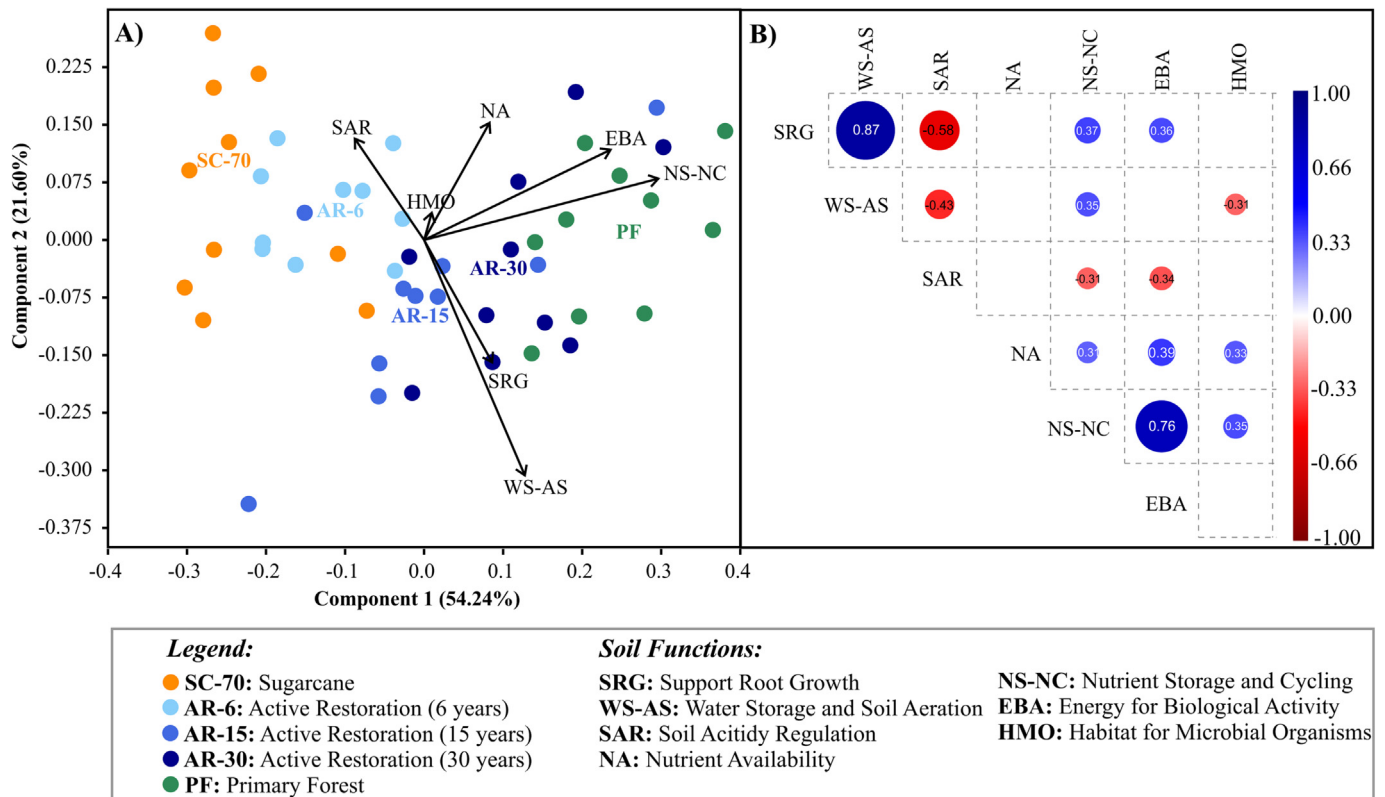 A)
0.225
0.150
0.075
0.000
-0.075
-0.150
-0.225
-0.300
-0.375
Component 2 (21.60%)
-0.4 -0.3 -0.2 -0.1 0.0 0.1 0.2 0.3 0.4
Component 1 (54.24%)
SC-70
AR-6
AR-15
AR-30
PF
SAR
NA
EBA
NS-NC
HMO
SRG
WS-AS
B)
WS-AS SAR NA NS-NC EBA HMO
SRG 0.87 -0.58 0.37 0.36
WS-AS -0.43 0.35 -0.31
SAR -0.31 -0.34
NA 0.31 0.39 0.33
NS-NC 0.76 0.35
EBA
1.00
0.66
0.33
0.00
-0.33
-0.66
-1.00
Legend:
SC-70: Sugarcane
AR-6: Active Restoration (6 years)
AR-15: Active Restoration (15 years)
AR-30: Active Restoration (30 years)
PF: Primary Forest
Soil Functions:
SRG: Support Root Growth
WS-AS: Water Storage and Soil Aeration
SAR: Soil Acitidy Regulation
NA: Nutrient Availability
NS-NC: Nutrient Storage and Cycling
EBA: Energy for Biological Activity
HMO: Habitat for Microbial Organisms